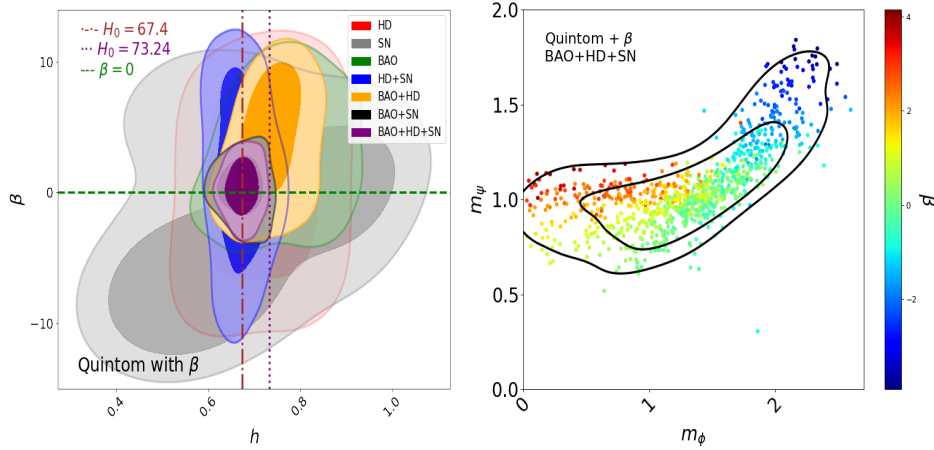 H₀ = 67.4
H₀ = 73.24
β = 0
HD
SN
BAO
HD+SN
BAO+HD
BAO+SN
BAO+HD+SN
10
0
−10
β
Quintom with β
0.4
0.6
0.8
1.0
h
Quintom + β
BAO+HD+SN
2.0
1.5
1.0
0.5
0.0
m_ψ
0
1
2
m_ϕ
4
2
0
−2
β